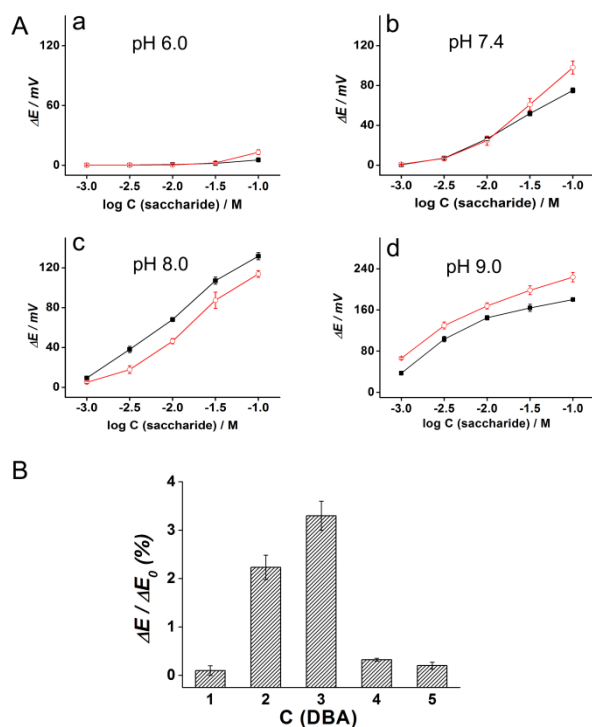 A
a
pH 6.0
120
60
0
ΔE / mV
-3.0 -2.5 -2.0 -1.5 -1.0
log C (saccharide) / M
b
pH 7.4
120
80
40
0
ΔE / mV
-3.0 -2.5 -2.0 -1.5 -1.0
log C (saccharide) / M
c
pH 8.0
120
80
40
0
ΔE / mV
-3.0 -2.5 -2.0 -1.5 -1.0
log C (saccharide) / M
d
pH 9.0
240
160
80
0
ΔE / mV
-3.0 -2.5 -2.0 -1.5 -1.0
log C (saccharide) / M
B
4
3
2
1
0
ΔE / ΔE₀ (%)
1 2 3 4 5
C (DBA)